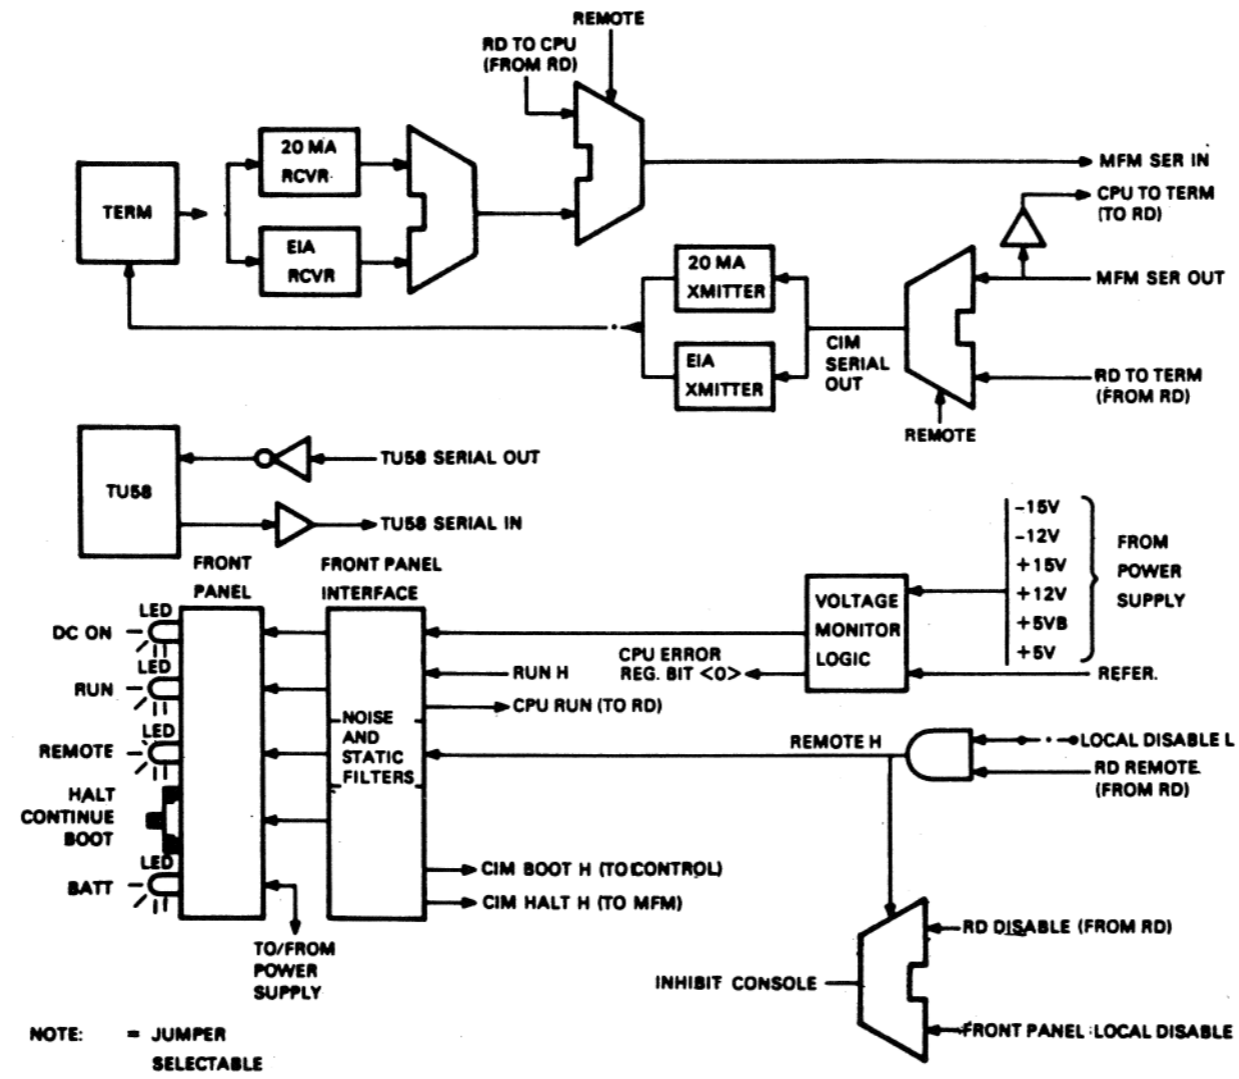 REMOTE
RD TO CPU
(FROM RD)
20 MA
RCVR
TERM
EIA
RCVR
MFM SER IN
CPU TO TERM
(TO RD)
MFM SER OUT
20 MA
XMITTER
EIA
XMITTER
CIM
SERIAL
OUT
RD TO TERM
(FROM RD)
REMOTE
TU58
TU58 SERIAL OUT
TU58 SERIAL IN
FRONT
PANEL
FRONT PANEL
INTERFACE
-15V
-12V
+15V
+12V
+5VB
+5V
FROM
POWER
SUPPLY
VOLTAGE
MONITOR
LOGIC
REFER.
LED
DC ON
LED
RUN
LED
REMOTE
HALT
CONTINUE
BOOT
LED
BATT
NOISE
AND
STATIC
FILTERS
CPU ERROR
REG. BIT <0>
RUN H
CPU RUN (TO RD)
REMOTE H
LOCAL DISABLE L
RD REMOTE
(FROM RD)
CIM BOOT H (TO CONTROL)
CIM HALT H (TO MFM)
TO/FROM
POWER
SUPPLY
RD DISABLE (FROM RD)
INHIBIT CONSOLE
FRONT PANEL LOCAL DISABLE
NOTE: = JUMPER
SELECTABLE